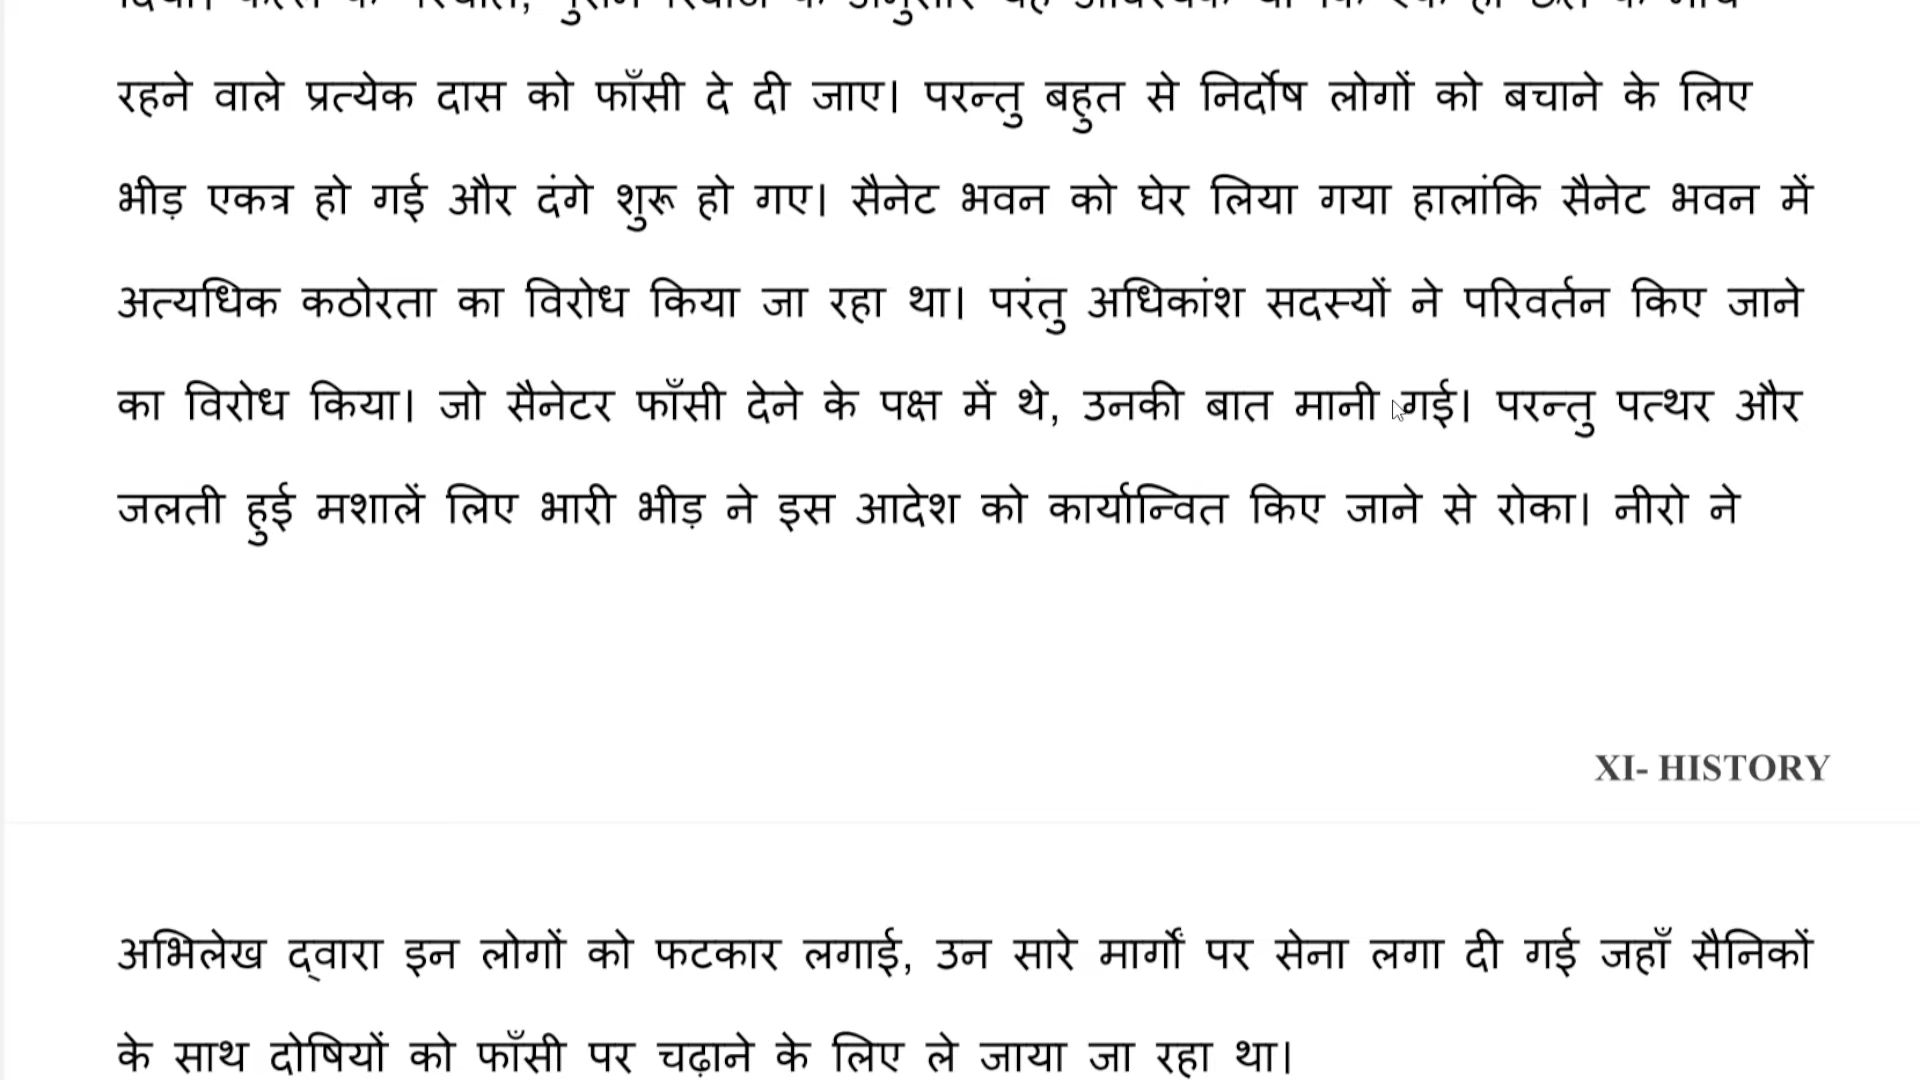 रहने वाले प्रत्येक दास को फाँसी दे दी जाए। परन्तु बहुत से निर्दोष लोगों को बचाने के लिए
भीड़ एकत्र हो गई और दंगे शुरू हो गए। सैनेट भवन को घेर लिया गया हालांकि सैनेट भवन में
अत्यधिक कठोरता का विरोध किया जा रहा था। परंतु अधिकांश सदस्यों ने परिवर्तन किए जाने
का विरोध किया। जो सैनेटर फाँसी देने के पक्ष में थे, उनकी बात मानी गई। परन्तु पत्थर और
जलती हुई मशालें लिए भारी भीड़ ने इस आदेश को कार्यान्वित किए जाने से रोका। नीरो ने
XI- HISTORY
अभिलेख द्वारा इन लोगों को फटकार लगाई, उन सारे मार्गों पर सेना लगा दी गई जहाँ सैनिकों
के साथ दोषियों को फाँसी पर चढ़ाने के लिए ले जाया जा रहा था।